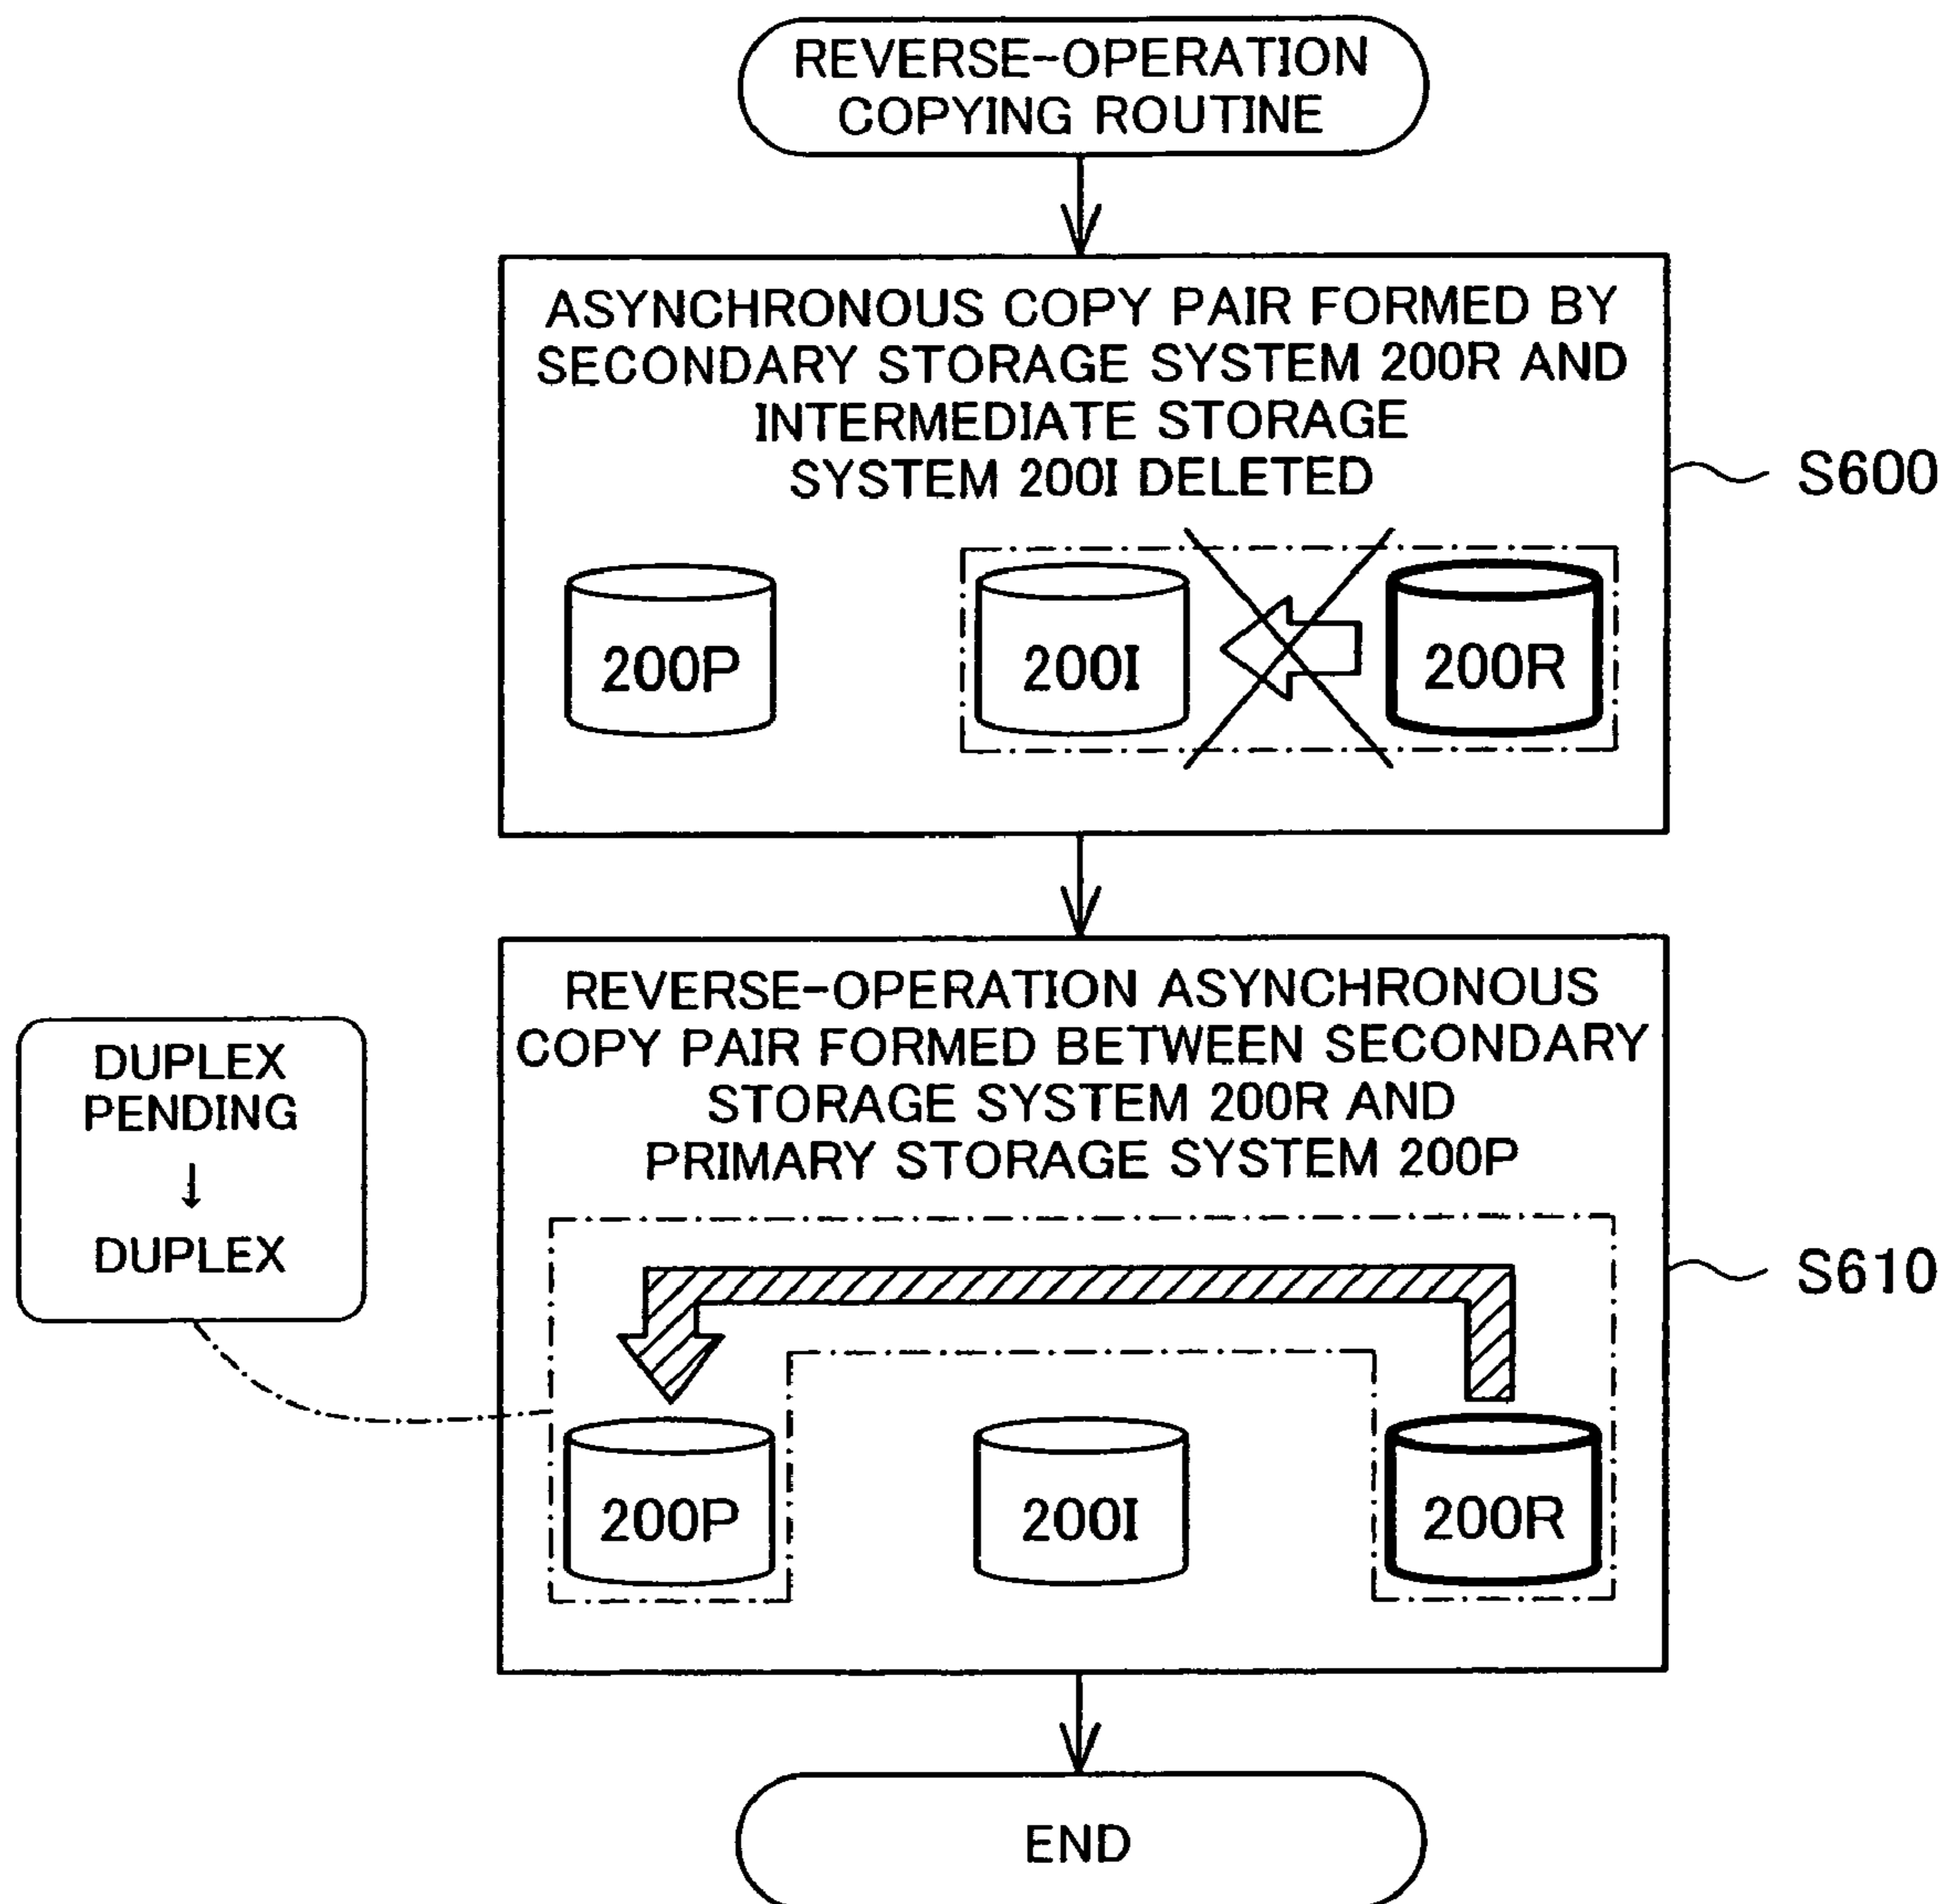 REVERSE-OPERATION
COPYING ROUTINE
ASYNCHRONOUS COPY PAIR FORMED BY
SECONDARY STORAGE SYSTEM 200R AND
INTERMEDIATE STORAGE
SYSTEM 200I DELETED
S600
200P
200I
200R
REVERSE-OPERATION ASYNCHRONOUS
COPY PAIR FORMED BETWEEN SECONDARY
STORAGE SYSTEM 200R AND
PRIMARY STORAGE SYSTEM 200P
DUPLEX
PENDING
↓
DUPLEX
S610
200P
200I
200R
END